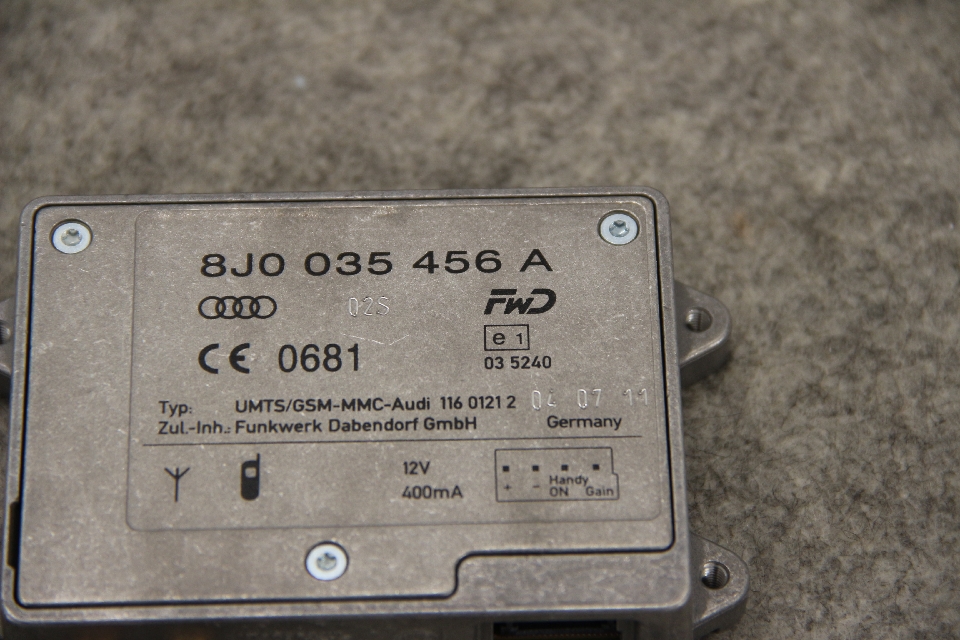 8J0 035 456 A
02S FWD
e 1
CE 0681 03 5240
Typ: UMTS/GSM-MMC-Audi 116 0121 2 04 07 11
Zul.-Inh.: Funkwerk Dabendorf GmbH Germany
12V
400mA
+ - Handy ON Gain